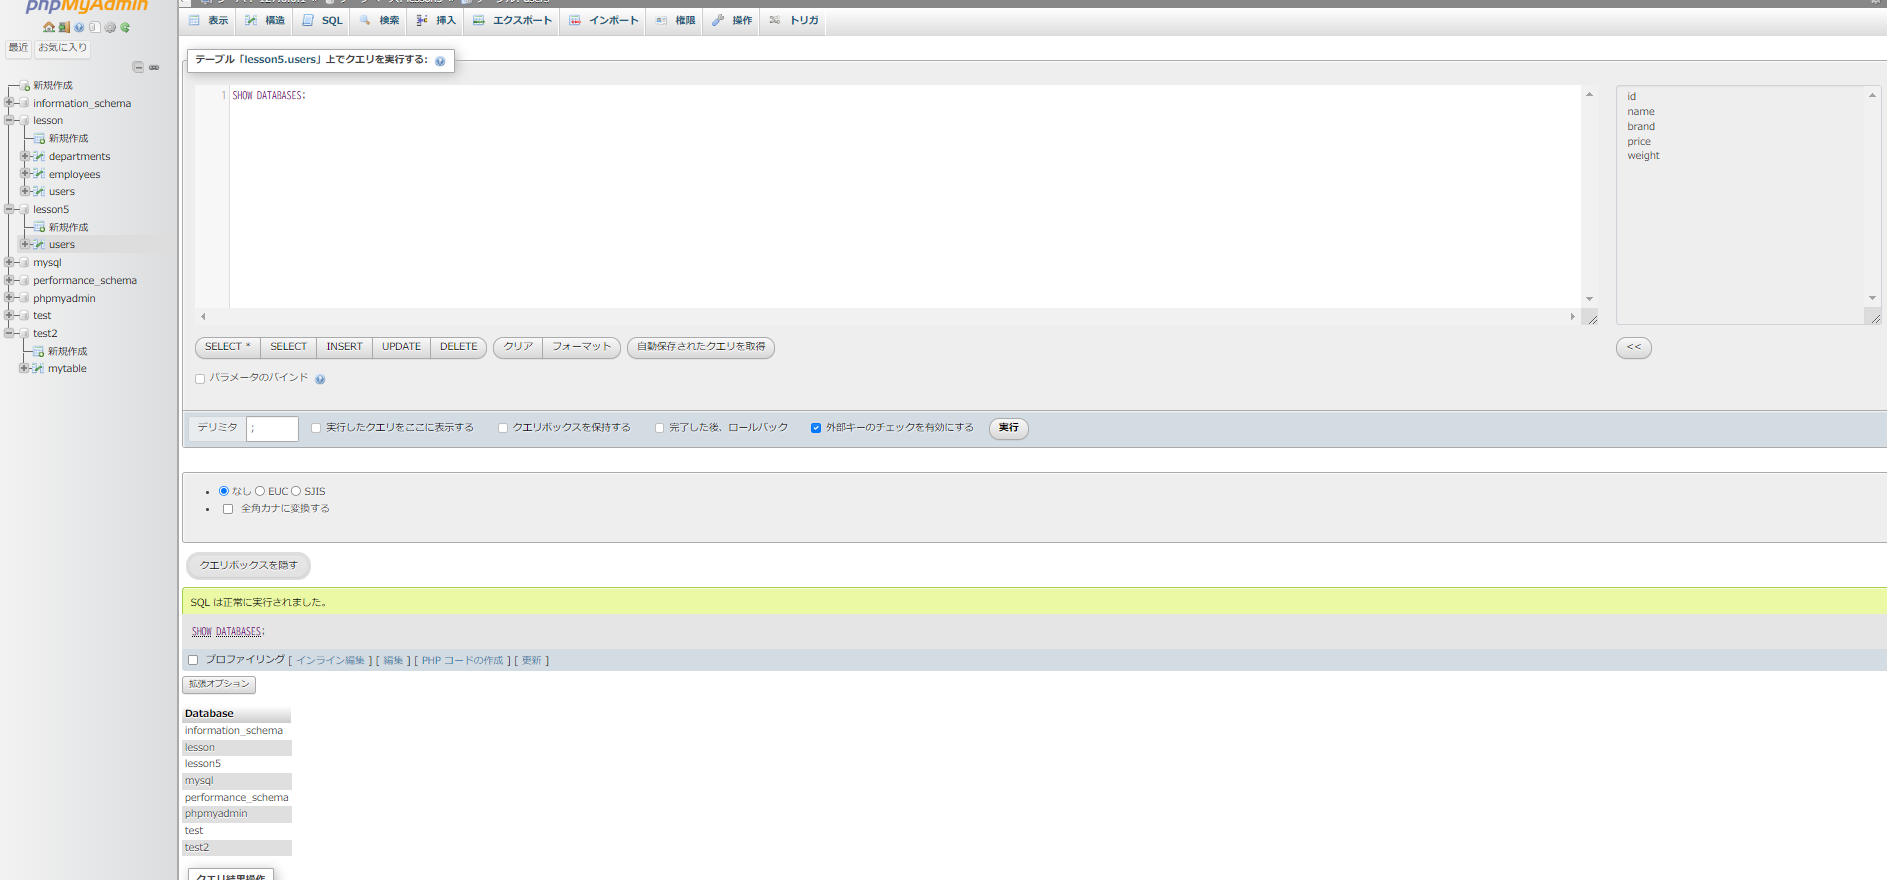 phpMyAdmin
最近 お気に入り
新規作成
information_schema
lesson
新規作成
departments
employees
users
lesson5
新規作成
users
mysql
performance_schema
phpmyadmin
test
test2
新規作成
mytable
表示 構造 SQL 検索 挿入 エクスポート インポート 権限 操作 トリガ
テーブル「lesson5.users」上でクエリを実行する:
1 SHOW DATABASES;
id
name
brand
price
weight
SELECT * SELECT INSERT UPDATE DELETE クリア フォーマット 自動保存されたクエリを取得 <<
パラメータのバインド
デリミタ ; 実行したクエリをここに表示する クエリボックスを保持する 完了した後、ロールバック 外部キーのチェックを有効にする 実行
なし EUC SJIS
全角カナに変換する
クエリボックスを隠す
SQL は正常に実行されました。
SHOW DATABASES;
プロファイリング [ インライン編集 ] [ 編集 ] [ PHP コードの作成 ] [ 更新 ]
拡張オプション
Database
information_schema
lesson
lesson5
mysql
performance_schema
phpmyadmin
test
test2
クエリ結果操作